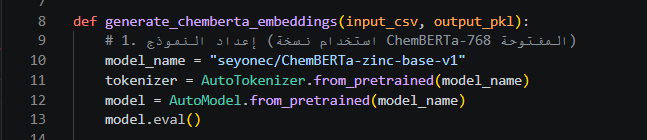 7
8 def generate_chemberta_embeddings(input_csv, output_pkl):
9 # 1. إعداد النموذج (استخدام نسخة ChemBERTa-768 المفتوحة)
10 model_name = "seyonec/ChemBERTa-zinc-base-v1"
11 tokenizer = AutoTokenizer.from_pretrained(model_name)
12 model = AutoModel.from_pretrained(model_name)
13 model.eval()